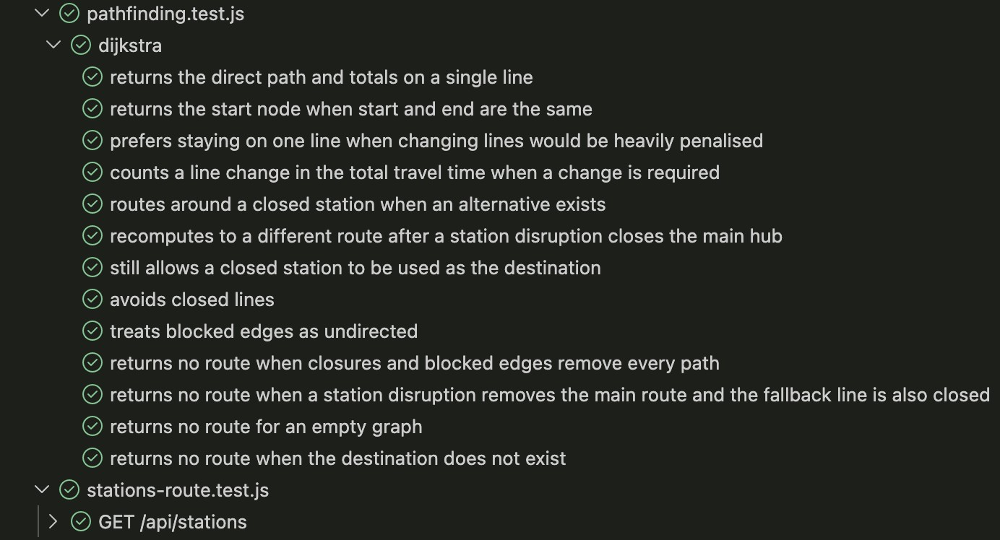 pathfinding.test.js
dijkstra
returns the direct path and totals on a single line
returns the start node when start and end are the same
prefers staying on one line when changing lines would be heavily penalised
counts a line change in the total travel time when a change is required
routes around a closed station when an alternative exists
recomputes to a different route after a station disruption closes the main hub
still allows a closed station to be used as the destination
avoids closed lines
treats blocked edges as undirected
returns no route when closures and blocked edges remove every path
returns no route when a station disruption removes the main route and the fallback line is also closed
returns no route for an empty graph
returns no route when the destination does not exist
stations-route.test.js
GET /api/stations